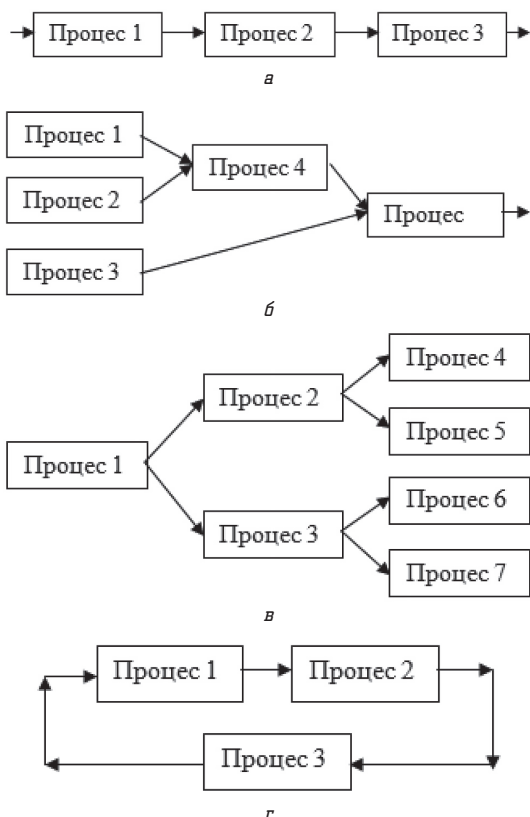 Процес 1 Процес 2 Процес 3
а
Процес 1
Процес 4
Процес 2
Процес
Процес 3
б
Процес 4
Процес 2
Процес 5
Процес 1
Процес 6
Процес 3
Процес 7
в
Процес 1 Процес 2
Процес 3
г